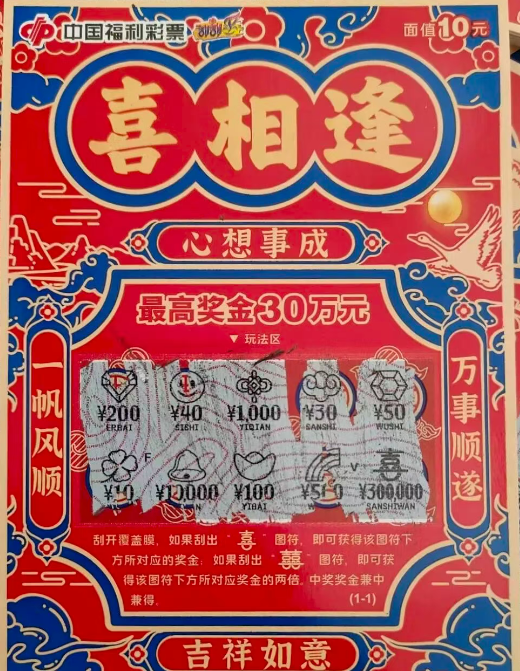 中国福利彩票 刮刮乐
面值10元
喜相逢
心想事成
最高奖金30万元
▼ 玩法区
一帆风顺
万事顺遂
¥200 ¥40 ¥1,000 ¥30 ¥50
ERBAI SISHI YIQIAN SANSHI WUSHI
F V 喜
¥10 ¥10,000 ¥100 ¥300,000
YIBAI SANSHIWAN
刮开覆盖膜，如果刮出“喜”图符，即可获得该图符下
方所对应的奖金；如果刮出“囍”图符，即可获
得该图符下方所对应奖金的两倍。中奖奖金兼中
兼得。 (1-1)
吉祥如意